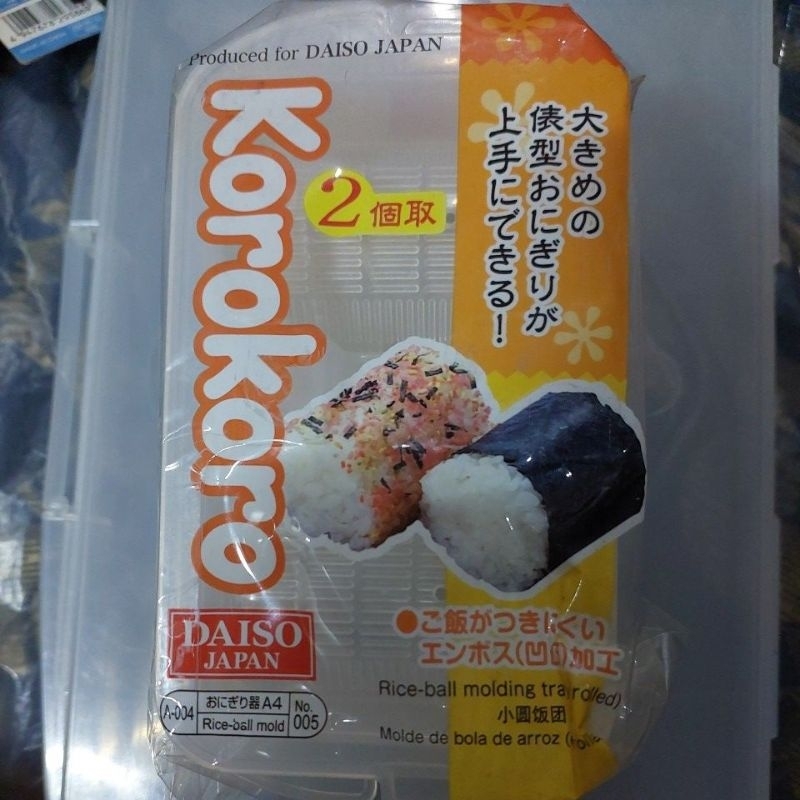 Produced for DAISO JAPAN
Korokoro
2個取
大きめの
俵型おにぎりが
上手にできる!
DAISO
JAPAN
A-004
おにぎり器A4
Rice-ball mold
No.
005
●ご飯がつきにくい
エンボス(凹凸)加工
Rice-ball molding
小圆饭团
Molde de bola de arroz